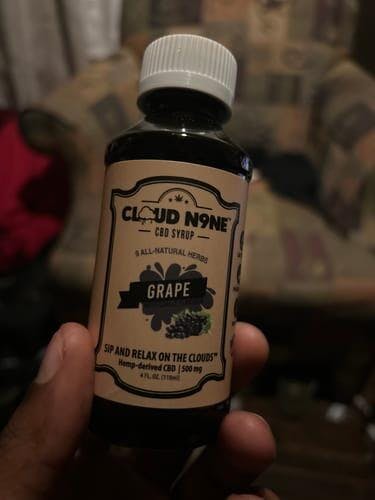 CLOUD N9NE™
CBD SYRUP
9 ALL-NATURAL HERBS
GRAPE
SIP AND RELAX ON THE CLOUDS™
Hemp-derived CBD | 500 mg
4 FL. OZ. (118ml)